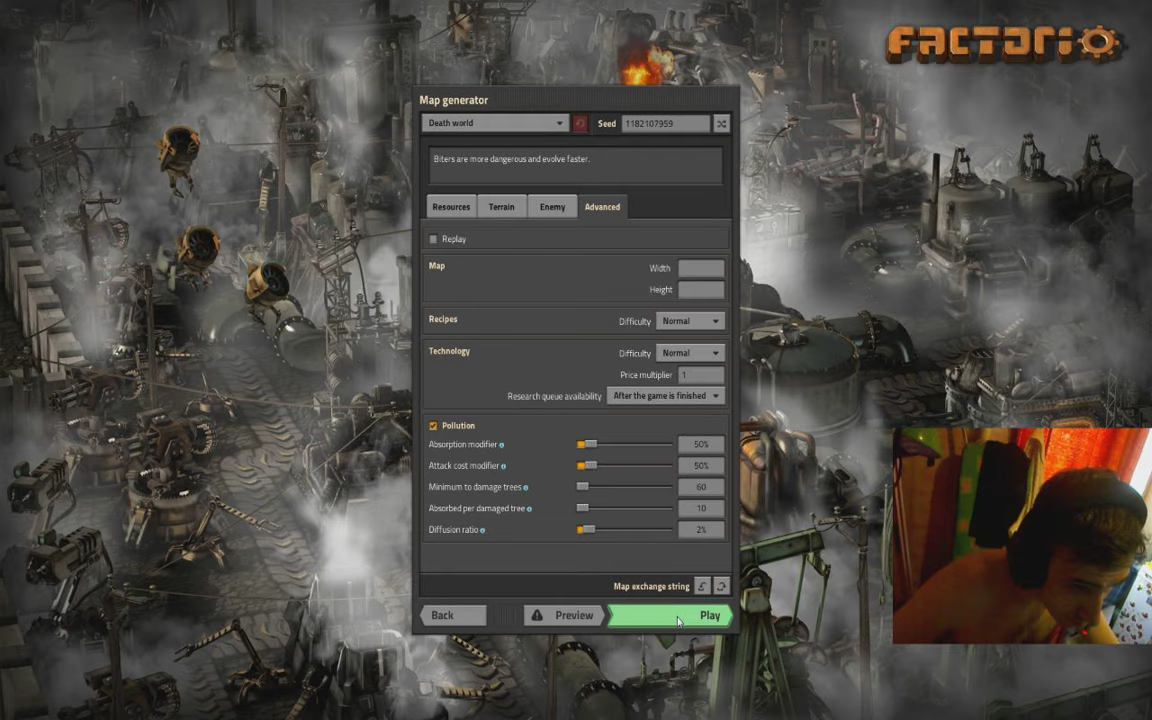 FACTORIO
Map generator
Death world
Seed
1182107959
Biters are more dangerous and evolve faster.
Resources
Terrain
Enemy
Advanced
Replay
Map
Width
Height
Recipes
Difficulty
Normal
Technology
Difficulty
Normal
Price multiplier
1
Research queue availability
After the game is finished
Pollution
Absorption modifier
50%
Attack cost modifier
50%
Minimum to damage trees
60
Absorbed per damaged tree
10
Diffusion ratio
2%
Map exchange string
Back
Preview
Play